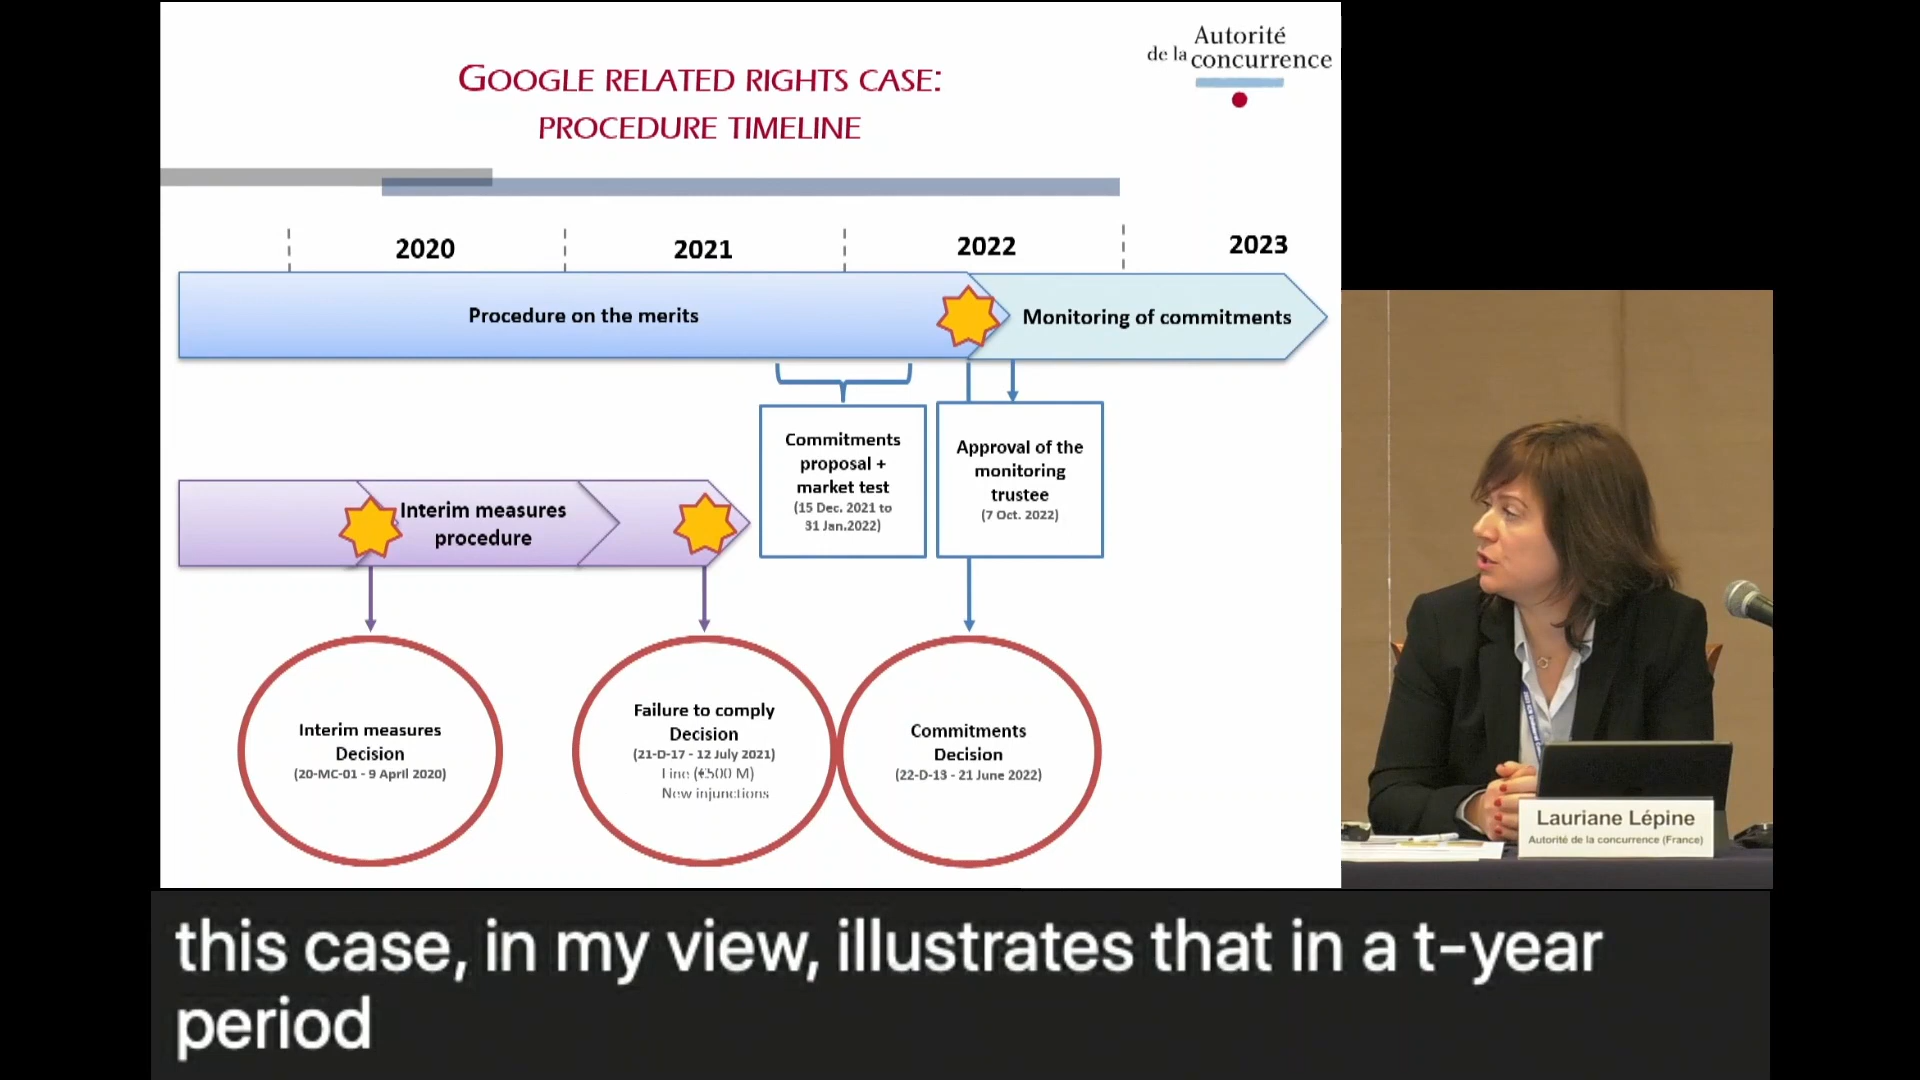 Autorité
de la concurrence
GOOGLE RELATED RIGHTS CASE:
PROCEDURE TIMELINE
2020
2021
2022
2023
Procedure on the merits
Monitoring of commitments
Commitments
proposal +
market test
(15 Dec. 2021 to
31 Jan.2022)
Approval of the
monitoring
trustee
(7 Oct. 2022)
Interim measures
procedure
Interim measures
Decision
(20-MC-01 - 9 April 2020)
Failure to comply
Decision
(21-D-17 - 12 July 2021)
Fine (€500 M)
New injunctions
Commitments
Decision
(22-D-13 - 21 June 2022)
Lauriane Lépine
Autorité de la concurrence (France)
this case, in my view, illustrates that in a t-year
period